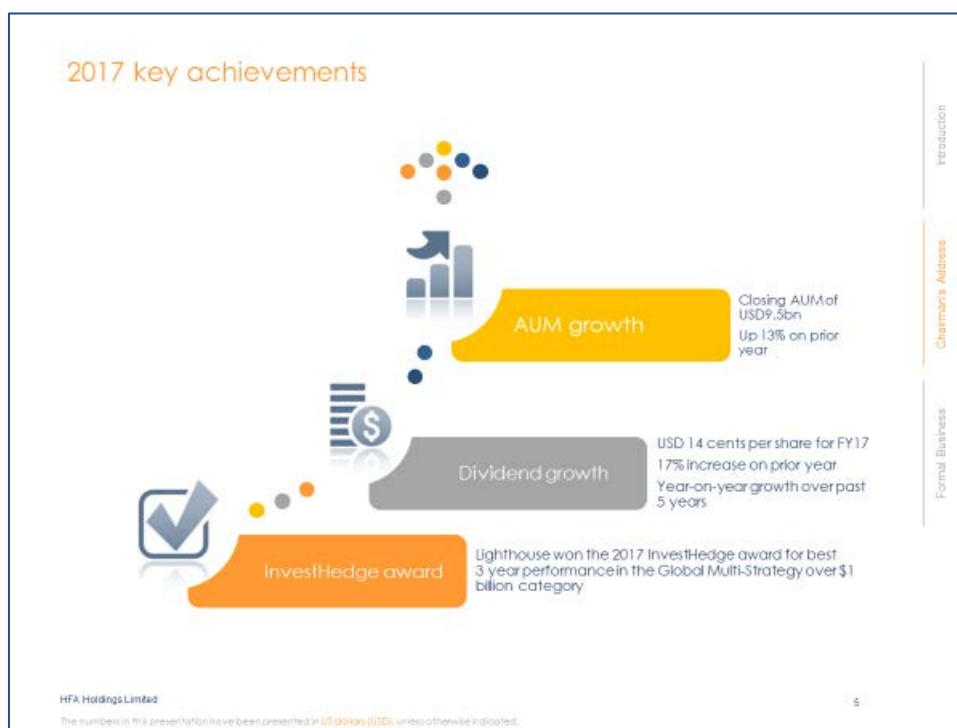 2017 key achievements
Introduction
Chairman's Address
Formal Business
AUM growth
Closing AUM of
USD9.5bn
Up 13% on prior
year
Dividend growth
USD 14 cents per share for FY17
17% increase on prior year
Year-on-year growth over past
5 years
InvestHedge award
Lighthouse won the 2017 InvestHedge award for best
3 year performance in the Global Multi-Strategy over $1
billion category
$
HFA Holdings Limited
5
The numbers in this presentation have been presented in US dollars (USD), unless otherwise indicated.